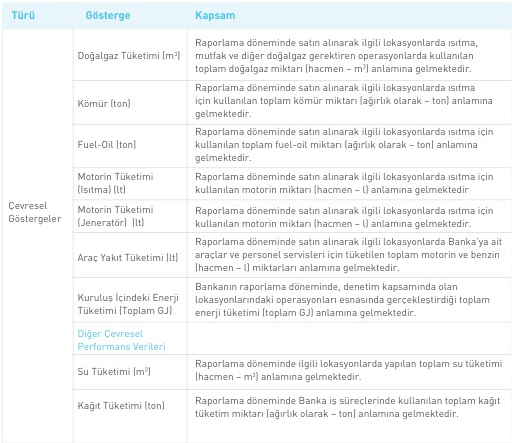 Türü Gösterge Kapsam
Çevresel
Göstergeler
Doğalgaz Tüketimi (m³)
Raporlama döneminde satın alınarak ilgili lokasyonlarda ısıtma,
mutfak ve diğer doğalgaz gerektiren operasyonlarda kullanılan
toplam doğalgaz miktarı (hacmen – m³) anlamına gelmektedir.
Kömür (ton)
Raporlama döneminde satın alınarak ilgili lokasyonlarda ısıtma
için kullanılan toplam kömür miktarı (ağırlık olarak – ton) anlamına
gelmektedir.
Fuel-Oil (ton)
Raporlama döneminde satın alınarak ilgili lokasyonlarda ısıtma için
kullanılan toplam fuel-oil miktarı (ağırlık olarak – ton) anlamına
gelmektedir.
Motorin Tüketimi
(Isıtma) (lt)
Raporlama döneminde satın alınarak ilgili lokasyonlarda ısıtma için
kullanılan motorin miktarı (hacmen – l) anlamına gelmektedir
Motorin Tüketimi
(Jeneratör) (lt)
Raporlama döneminde satın alınarak ilgili lokasyonlarda ısıtma için
kullanılan motorin miktarı (hacmen – l) anlamına gelmektedir.
Araç Yakıt Tüketimi (lt)
Raporlama döneminde satın alınarak ilgili lokasyonlarda Banka'ya ait
araçlar ve personel servisleri için tüketilen toplam motorin ve benzin
(hacmen – l) miktarları anlamına gelmektedir.
Kuruluş İçindeki Enerji
Tüketimi (Toplam GJ)
Bankanın raporlama döneminde, denetim kapsamında olan
lokasyonlarındaki operasyonları esnasında gerçekleştirdiği toplam
enerji tüketimi (toplam GJ) anlamına gelmektedir.
Diğer Çevresel
Performans Verileri
Su Tüketimi (m³)
Raporlama döneminde ilgili lokasyonlarda yapılan toplam su tüketimi
(hacmen – m³) anlamına gelmektedir.
Kağıt Tüketimi (ton)
Raporlama döneminde Banka iş süreçlerinde kullanılan toplam kağıt
tüketim miktarı (ağırlık olarak – ton) anlamına gelmektedir.